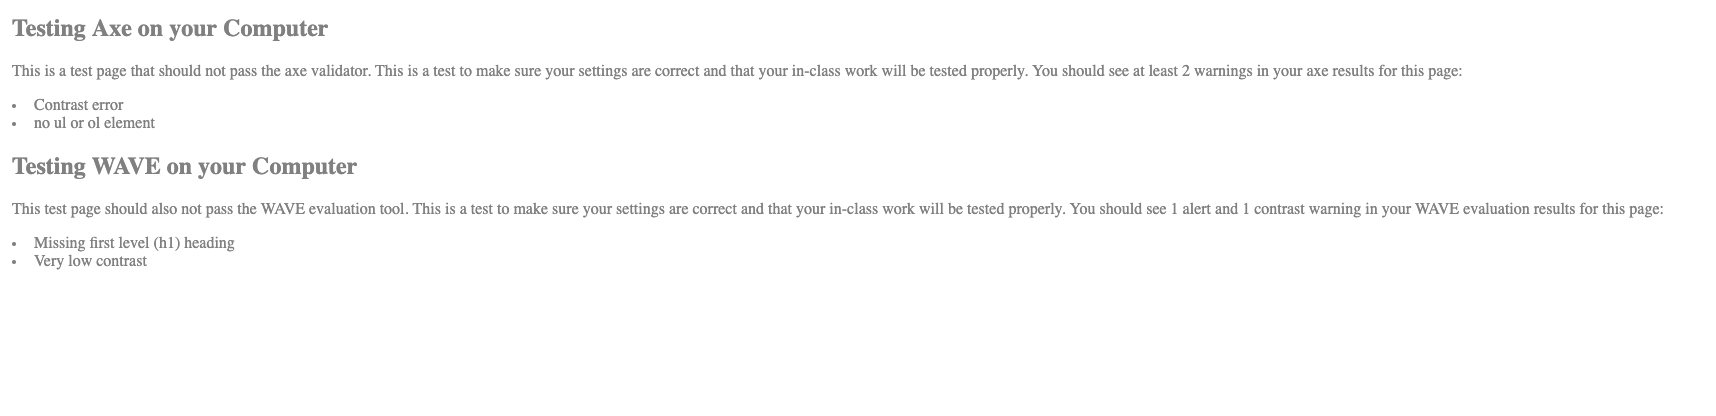 Testing Axe on your Computer
This is a test page that should not pass the axe validator. This is a test to make sure your settings are correct and that your in-class work will be tested properly. You should see at least 2 warnings in your axe results for this page:
• Contrast error
• no ul or ol element
Testing WAVE on your Computer
This test page should also not pass the WAVE evaluation tool. This is a test to make sure your settings are correct and that your in-class work will be tested properly. You should see 1 alert and 1 contrast warning in your WAVE evaluation results for this page:
• Missing first level (h1) heading
• Very low contrast